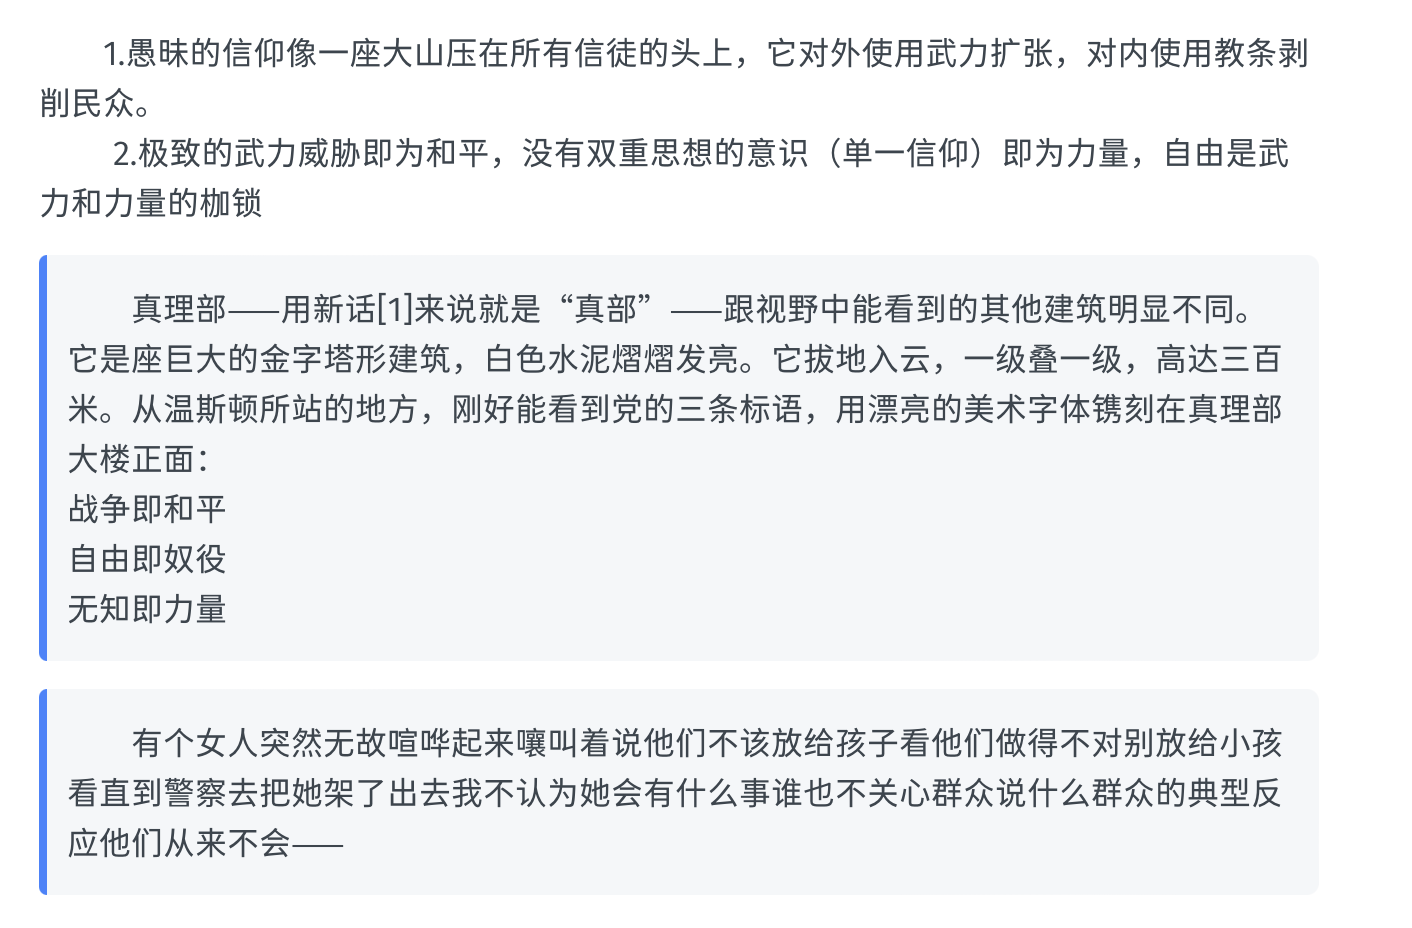 1.愚昧的信仰像一座大山压在所有信徒的头上，它对外使用武力扩张，对内使用教条剥
削民众。
2.极致的武力威胁即为和平，没有双重思想的意识（单一信仰）即为力量，自由是武
力和力量的枷锁
真理部——用新话[1]来说就是“真部”——跟视野中能看到的其他建筑明显不同。
它是座巨大的金字塔形建筑，白色水泥熠熠发亮。它拔地入云，一级叠一级，高达三百
米。从温斯顿所站的地方，刚好能看到党的三条标语，用漂亮的美术字体镌刻在真理部
大楼正面：
战争即和平
自由即奴役
无知即力量
有个女人突然无故喧哗起来嚷叫着说他们不该放给孩子看他们做得不对别放给小孩
看直到警察去把她架了出去我不认为她会有什么事谁也不关心群众说什么群众的典型反
应他们从来不会——